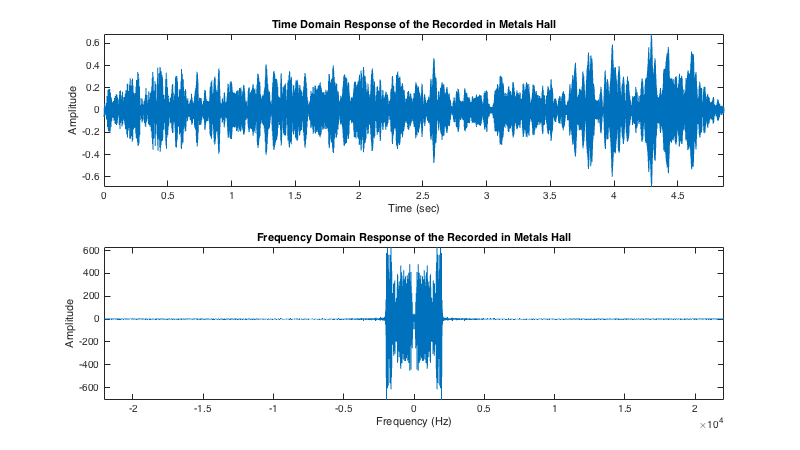 Time Domain Response of the Recorded in Metals Hall
0.6
0.4
0.2
0
-0.2
-0.4
-0.6
Amplitude
0 0.5 1 1.5 2 2.5 3 3.5 4 4.5
Time (sec)
Frequency Domain Response of the Recorded in Metals Hall
600
400
200
0
-200
-400
-600
Amplitude
-2 -1.5 -1 -0.5 0 0.5 1 1.5 2
Frequency (Hz)
×10^4